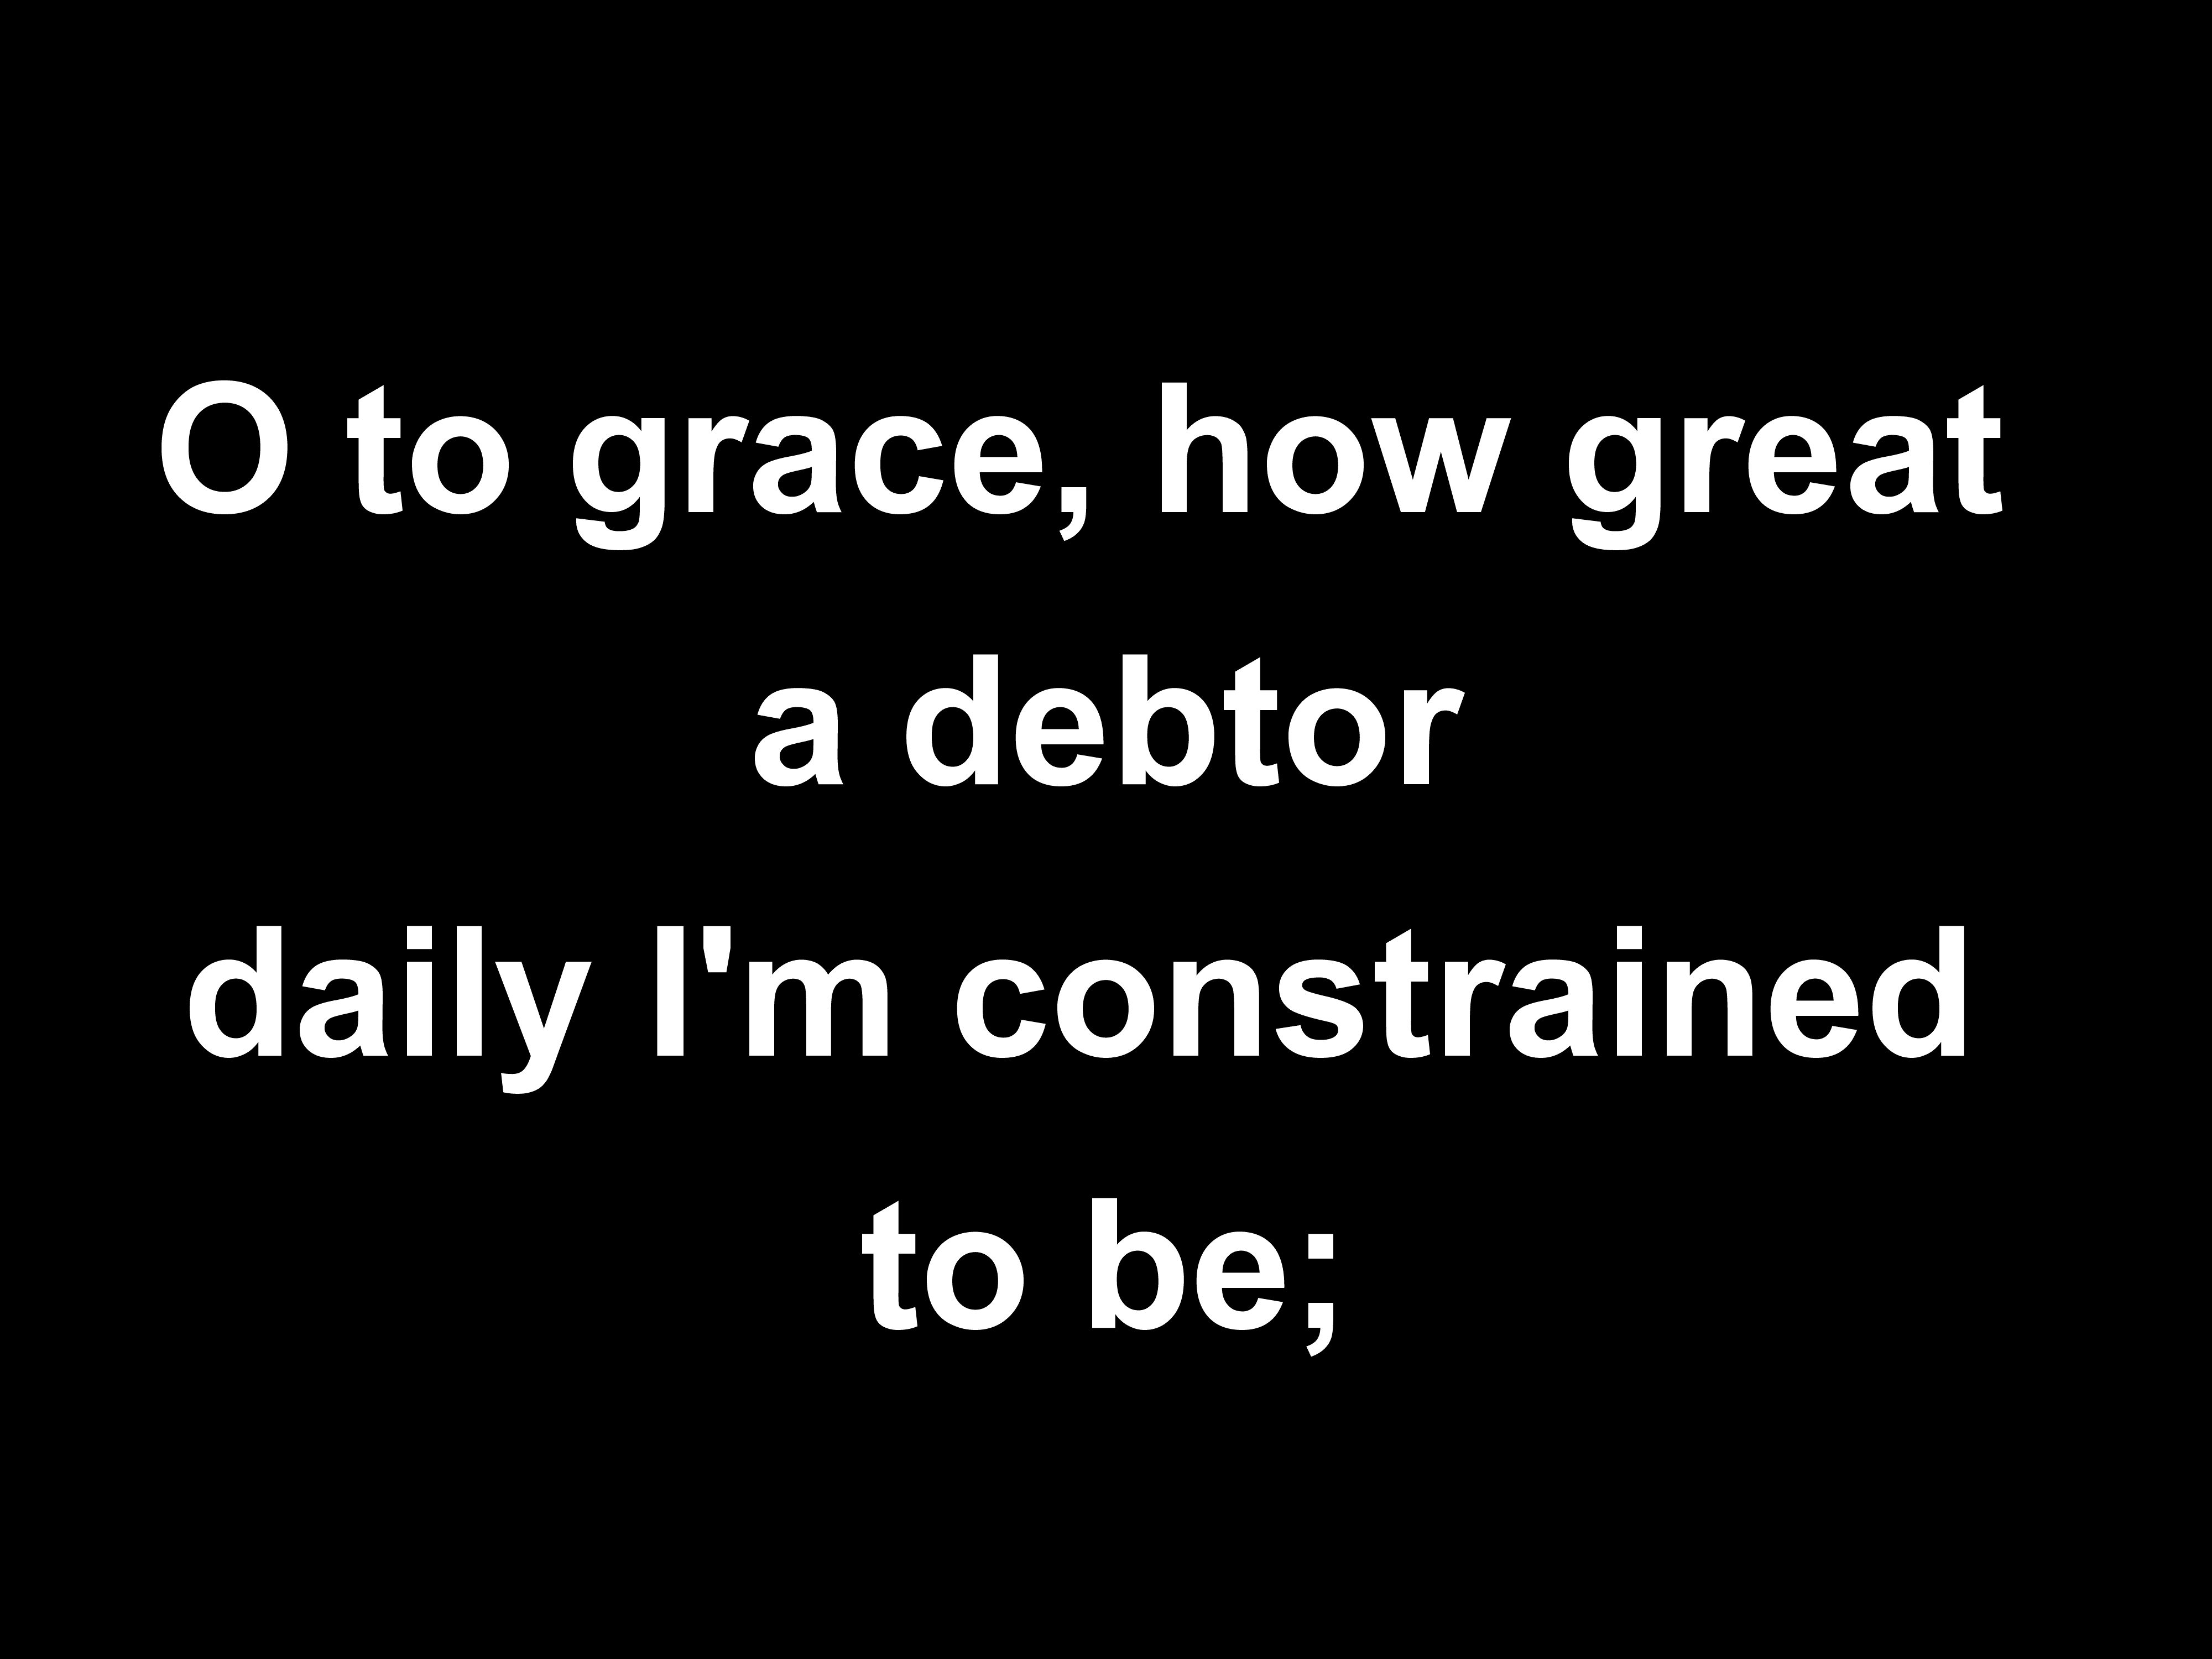 O to grace, how great
a debtor
daily I'm constrained
to be;